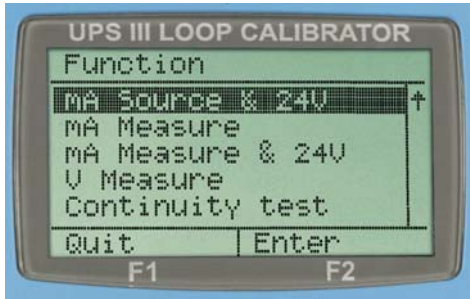 UPS III LOOP CALIBRATOR
Function
mA Source & 24V
mA Measure
mA Measure & 24V
V Measure
Continuity test
Quit Enter
F1 F2